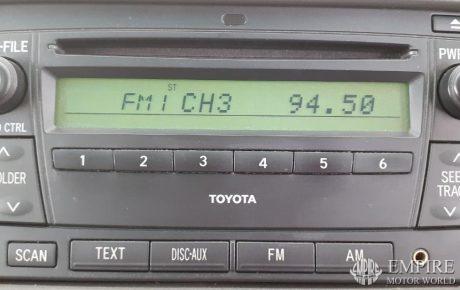 -FILE
PWR
ST
FM1 CH3 94.50
CTRL
1 2 3 4 5 6
OLDER
SEE
TRAC
TOYOTA
SCAN TEXT DISC·AUX FM AM
EMPIRE
MOTOR WORLD